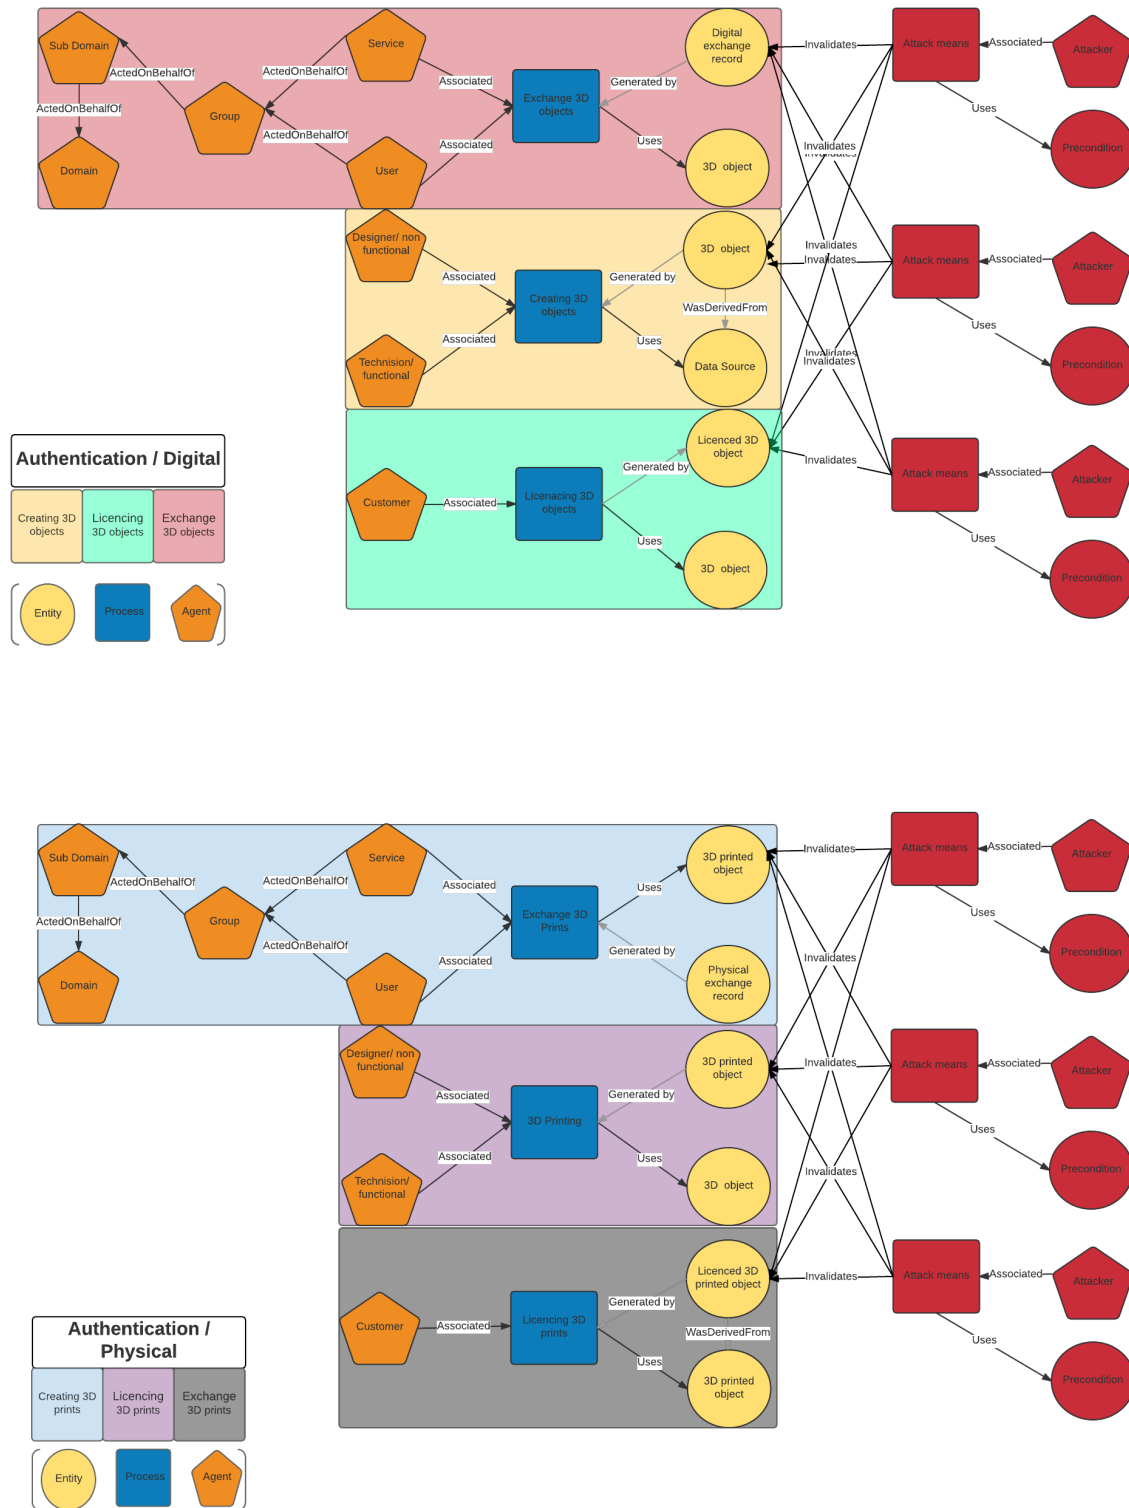 Sub Domain
ActedOnBehalfOf
ActedOnBehalfOf
Domain
Group
ActedOnBehalfOf
ActedOnBehalfOf
Service
User
Associated
Associated
Exchange 3D
objects
Generated by
Uses
Digital
exchange
record
3D object
Invalidates
Attack means
Associated
Attacker
Uses
Precondition
Invalidates
Invalidates
Designer/ non
functional
Associated
Technision/
functional
Associated
Creating 3D
objects
Generated by
Uses
3D object
WasDerivedFrom
Data Source
Invalidates
Invalidates
Attack means
Associated
Attacker
Uses
Precondition
Invalidates
Invalidates
Customer
Associated
Licenacing 3D
objects
Generated by
Uses
Licenced 3D
object
3D object
Invalidates
Attack means
Associated
Attacker
Uses
Precondition
Authentication / Digital
Creating 3D
objects
Licencing
3D objects
Exchange
3D objects
Entity
Process
Agent
Sub Domain
ActedOnBehalfOf
ActedOnBehalfOf
Domain
Group
ActedOnBehalfOf
ActedOnBehalfOf
Service
User
Associated
Associated
Exchange 3D
Prints
Uses
Generated by
3D printed
object
Physical
exchange
record
Invalidates
Attack means
Associated
Attacker
Uses
Precondition
Invalidates
Designer/ non
functional
Associated
Technision/
functional
Associated
3D Printing
Generated by
Uses
3D printed
object
3D object
Invalidates
Attack means
Associated
Attacker
Uses
Precondition
Invalidates
Customer
Associated
Licencing 3D
prints
Generated by
Uses
Licenced 3D
printed object
WasDerivedFrom
3D printed
object
Invalidates
Attack means
Associated
Attacker
Uses
Precondition
Authentication /
Physical
Creating 3D
prints
Licencing
3D prints
Exchange
3D prints
Entity
Process
Agent